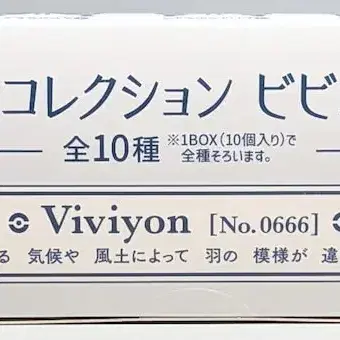 コレクション ビビ
全10種 ※1BOX(10個入り)で
全種そろいます。
Viviyon [No.0666]
る 気候や 風土によって 羽の 模様が 違